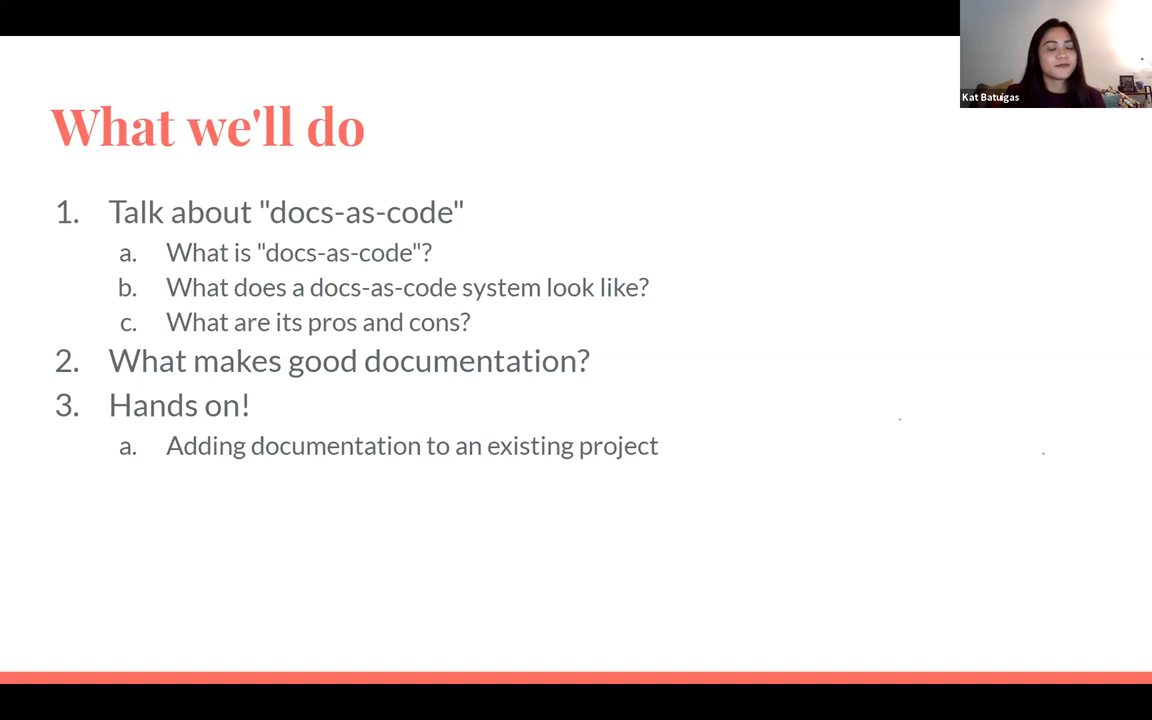 What we'll do
1. Talk about "docs-as-code"
a. What is "docs-as-code"?
b. What does a docs-as-code system look like?
c. What are its pros and cons?
2. What makes good documentation?
3. Hands on!
a. Adding documentation to an existing project
Kat Batuigas